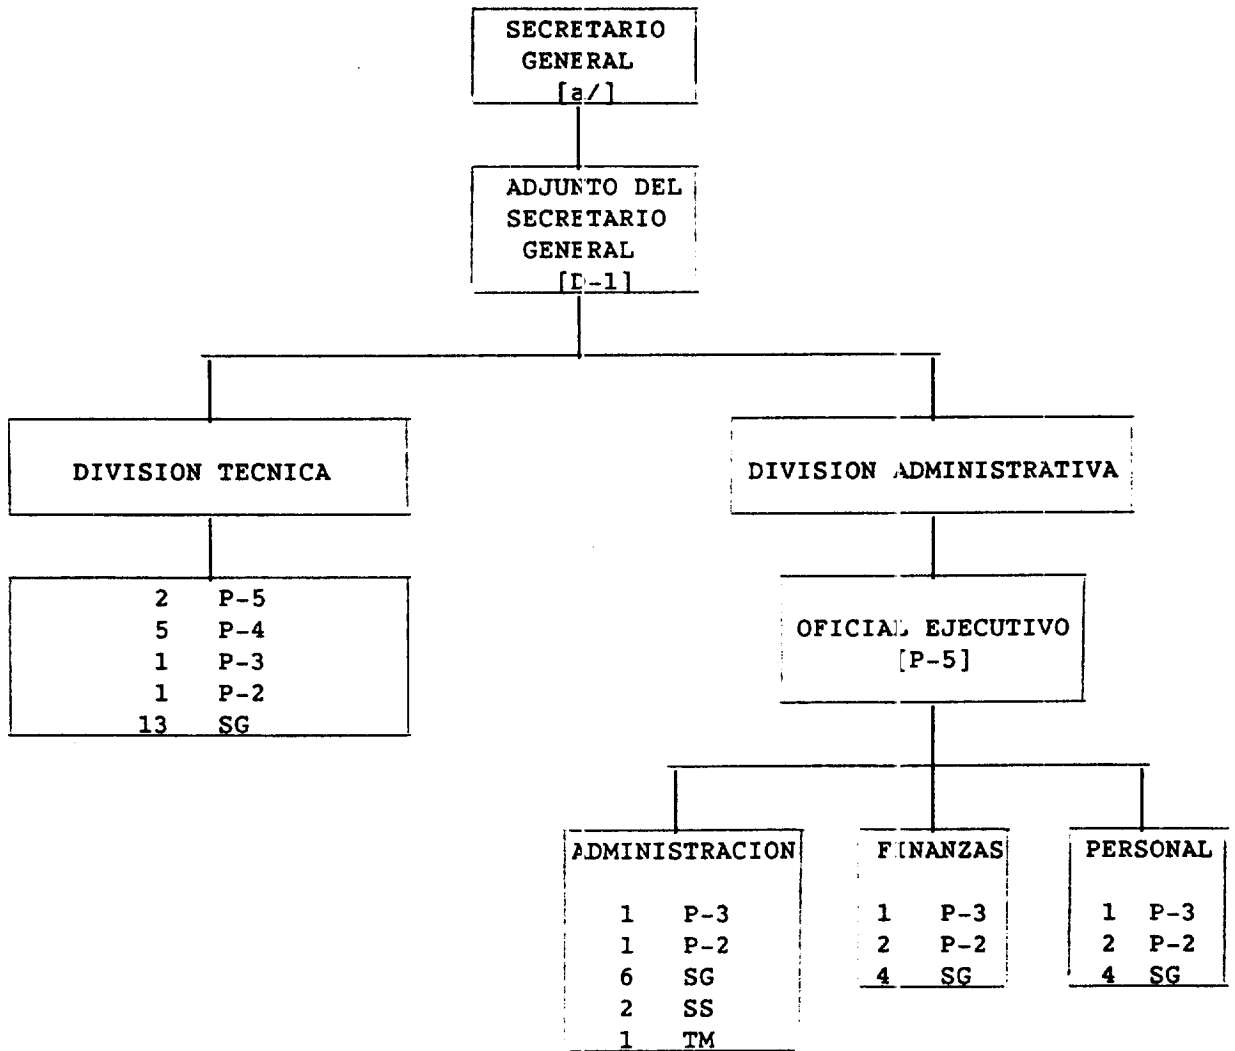 SECRETARIO
GENERAL
[a/]
ADJUNTO DEL
SECRETARIO
GENERAL
[D-1]
DIVISION TECNICA
DIVISION ADMINISTRATIVA
2 P-5
5 P-4
1 P-3
1 P-2
13 SG
OFICIAL EJECUTIVO
[P-5]
ADMINISTRACION
1 P-3
1 P-2
6 SG
2 SS
1 TM
FINANZAS
1 P-3
2 P-2
4 SG
PERSONAL
1 P-3
2 P-2
4 SG